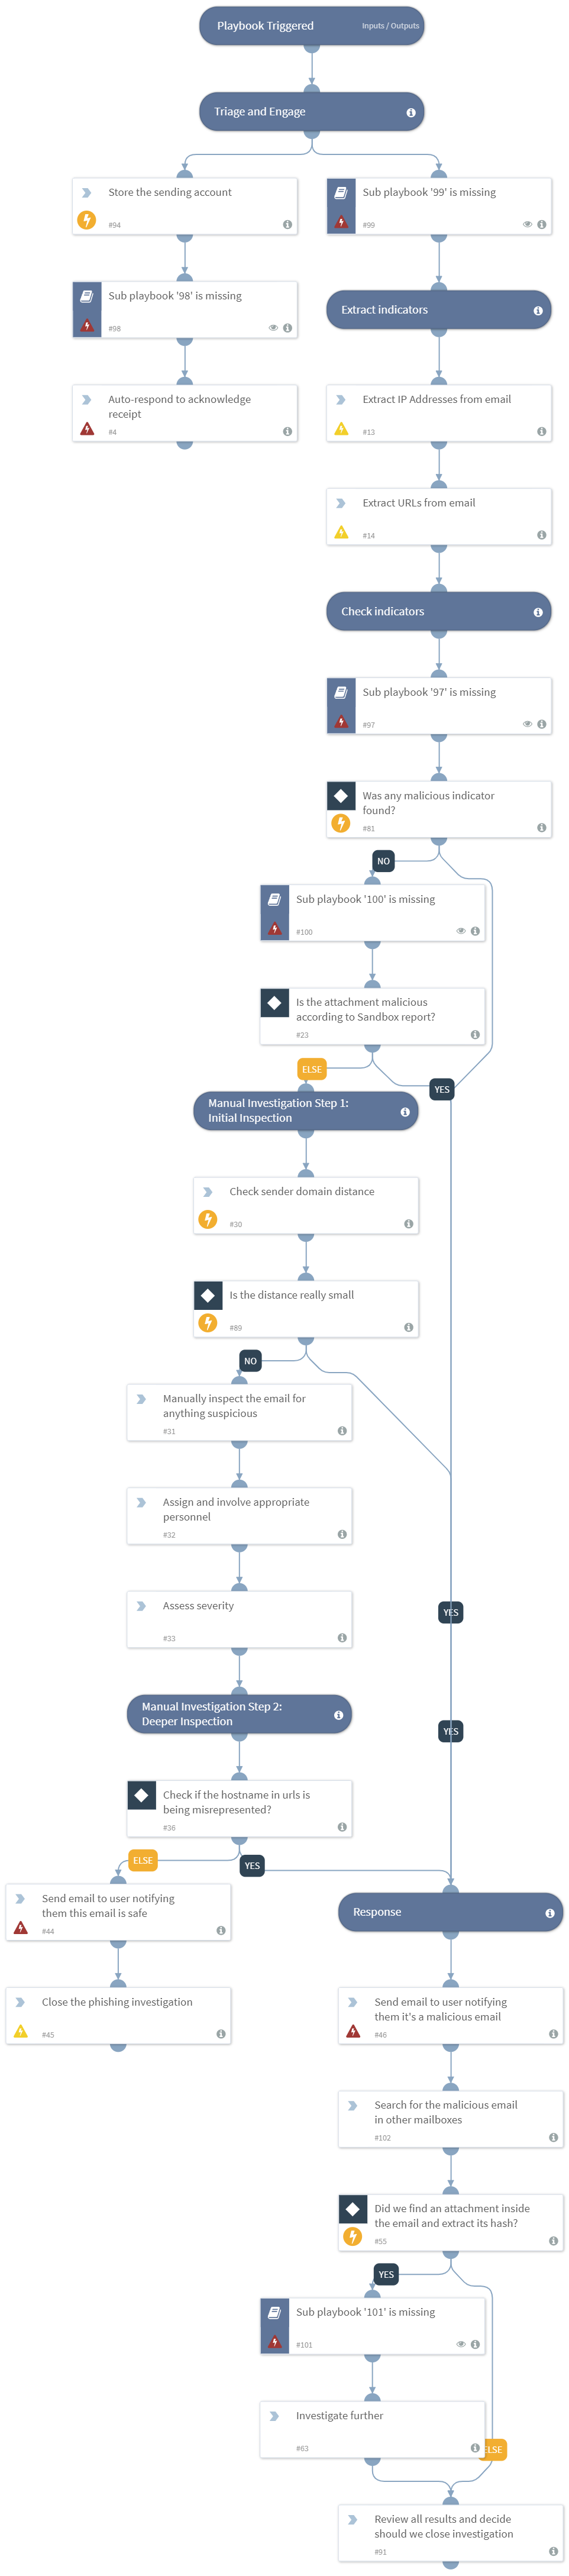 Playbook Triggered
Inputs / Outputs
Triage and Engage
Store the sending account
#94
Sub playbook '99' is missing
#99
Sub playbook '98' is missing
#98
Extract indicators
Auto-respond to acknowledge
receipt
#4
Extract IP Addresses from email
#13
Extract URLs from email
#14
Check indicators
Sub playbook '97' is missing
#97
Was any malicious indicator
found?
#81
NO
Sub playbook '100' is missing
#100
Is the attachment malicious
according to Sandbox report?
#23
ELSE
YES
Manual Investigation Step 1:
Initial Inspection
Check sender domain distance
#30
Is the distance really small
#89
NO
Manually inspect the email for
anything suspicious
#31
Assign and involve appropriate
personnel
#32
Assess severity
#33
YES
Manual Investigation Step 2:
Deeper Inspection
YES
Check if the hostname in urls is
being misrepresented?
#36
ELSE
YES
Send email to user notifying
them this email is safe
#44
Response
Close the phishing investigation
#45
Send email to user notifying
them it's a malicious email
#46
Search for the malicious email
in other mailboxes
#102
Did we find an attachment inside
the email and extract its hash?
#55
YES
Sub playbook '101' is missing
#101
Investigate further
#63
ELSE
Review all results and decide
should we close investigation
#91